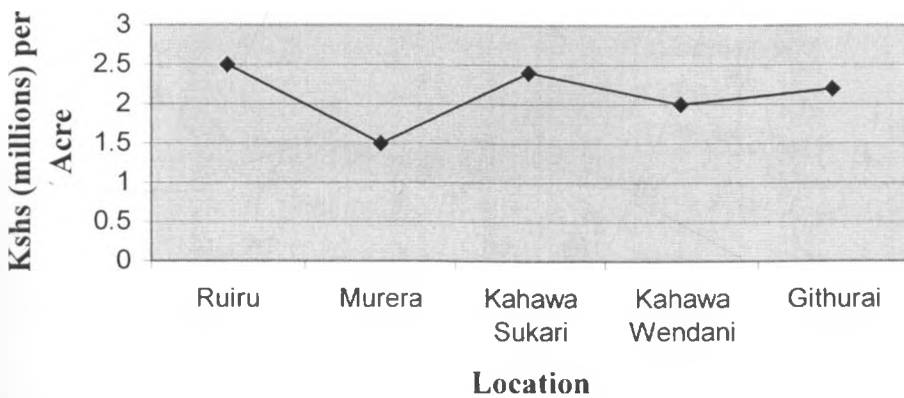 Kshs (millions) per
Acre
3
2.5
2
1.5
1
0.5
0
Ruiru
Murera
Kahawa
Sukari
Kahawa
Wendani
Githurai
Location